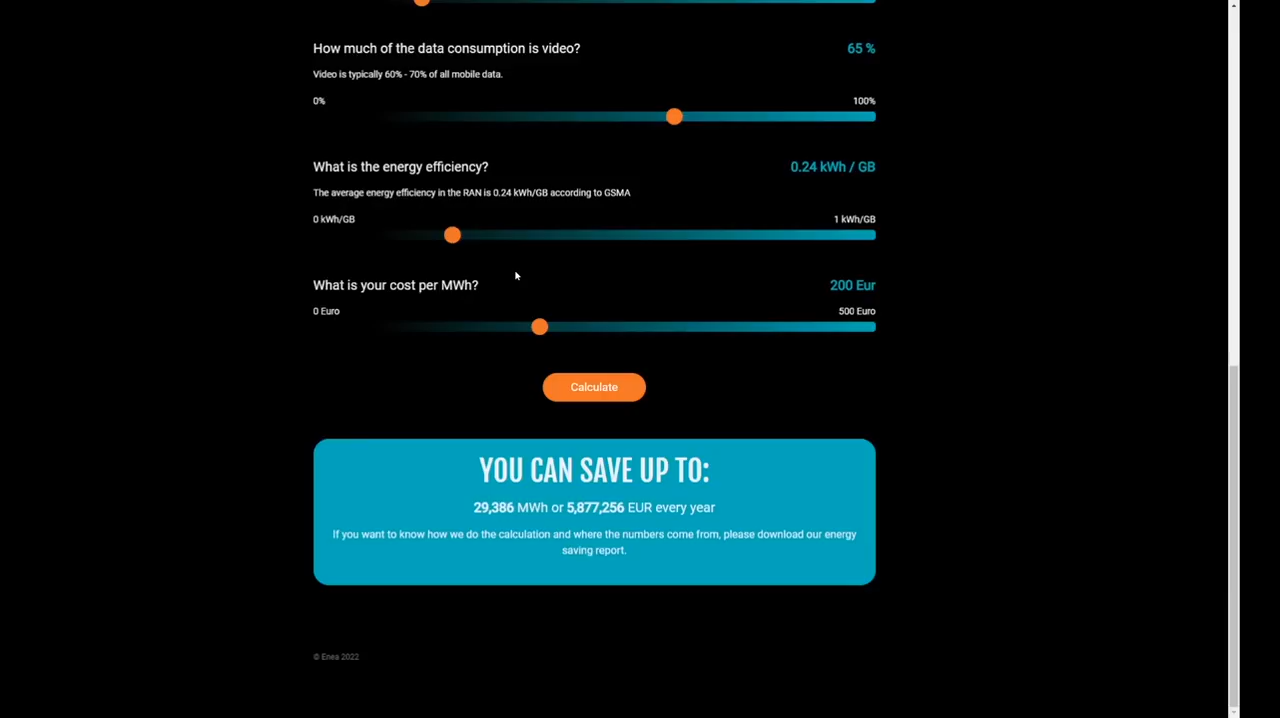 How much of the data consumption is video?
65 %
Video is typically 60% - 70% of all mobile data.
0%
100%
What is the energy efficiency?
0.24 kWh / GB
The average energy efficiency in the RAN is 0.24 kWh/GB according to GSMA
0 kWh/GB
1 kWh/GB
What is your cost per MWh?
200 Eur
0 Euro
500 Euro
Calculate
YOU CAN SAVE UP TO:
29,386 MWh or 5,877,256 EUR every year
If you want to know how we do the calculation and where the numbers come from, please download our energy
saving report.
© Enea 2022